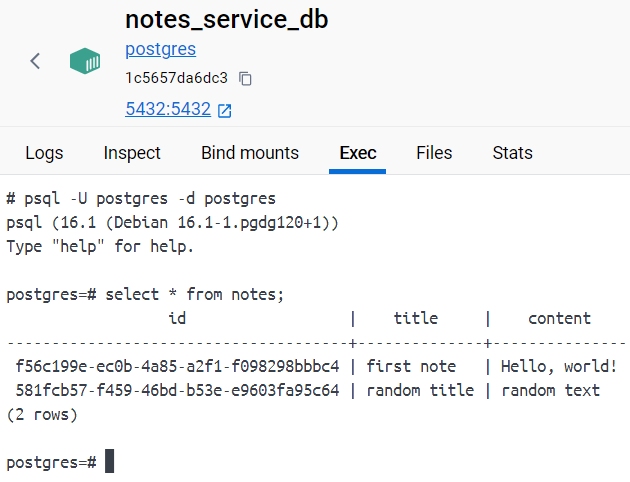 notes_service_db
postgres
1c5657da6dc3
5432:5432
Logs Inspect Bind mounts Exec Files Stats
# psql -U postgres -d postgres
psql (16.1 (Debian 16.1-1.pgdg120+1))
Type "help" for help.
postgres=# select * from notes;
id | title | content
--------------------------------------+--------------+---------------
f56c199e-ec0b-4a85-a2f1-f098298bbbc4 | first note | Hello, world!
581fcb57-f459-46bd-b53e-e9603fa95c64 | random title | random text
(2 rows)
postgres=#